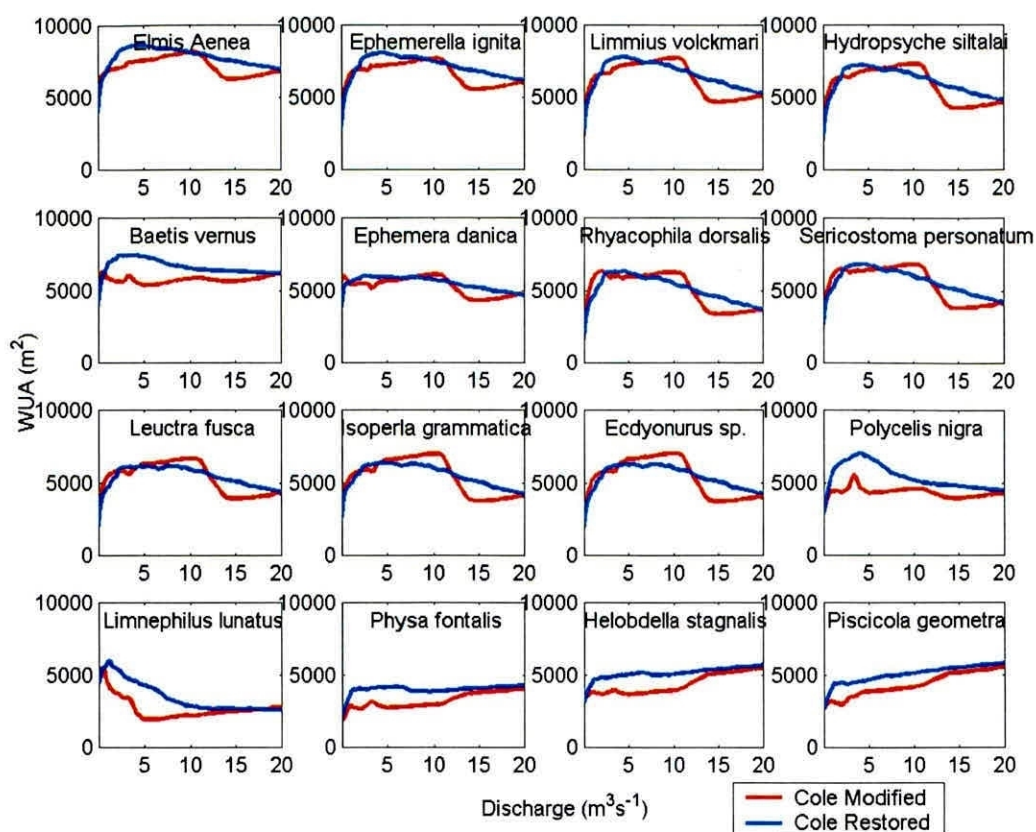 10000 10000 10000 10000
Elmis Aenea Ephemerella ignita Limmius volckmari Hydropsyche siltalai
5000 5000 5000 5000
0 0 0 0
5 10 15 20 5 10 15 20 5 10 15 20 5 10 15 20
10000 10000 10000 10000
Baetis vernus Ephemera danica Rhyacophila dorsalis Sericostoma personatum
5000 5000 5000 5000
0 0 0 0
5 10 15 20 5 10 15 20 5 10 15 20 5 10 15 20
WUA (m²)
10000 10000 10000 10000
Leuctra fusca Isoperla grammatica Ecdyonurus sp. Polycelis nigra
5000 5000 5000 5000
0 0 0 0
5 10 15 20 5 10 15 20 5 10 15 20 5 10 15 20
10000 10000 10000 10000
Limnephilus lunatus Physa fontalis Helobdella stagnalis Piscicola geometra
5000 5000 5000 5000
0 0 0 0
5 10 15 20 5 10 15 20 5 10 15 20 5 10 15 20
Discharge (m³s⁻¹)
Cole Modified
Cole Restored